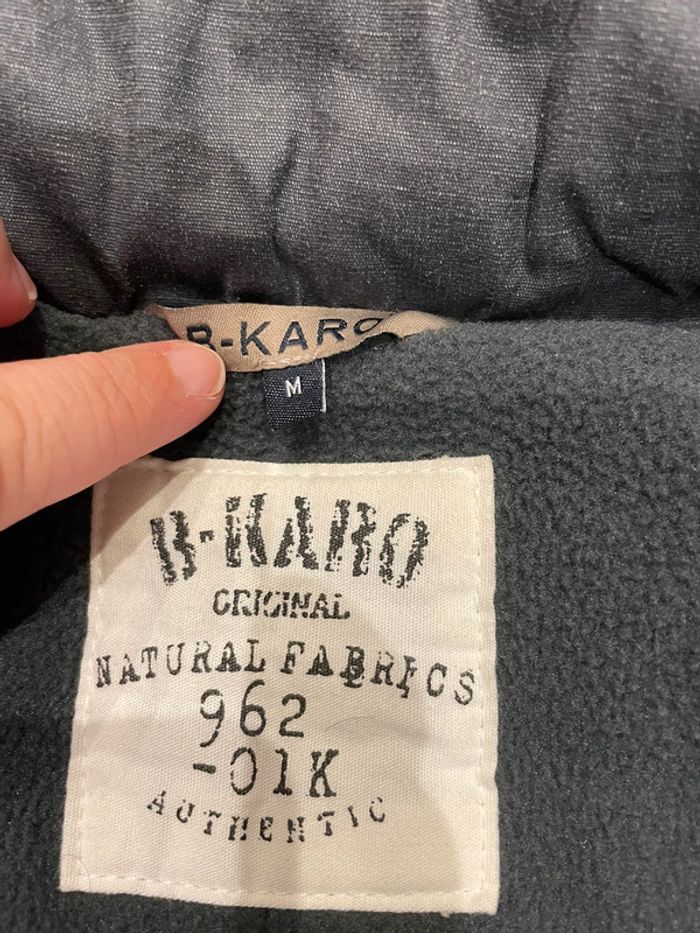 B-KARO
M
B-KARO
ORIGINAL
NATURAL FABRICS
962
-01K
AUTHENTIC